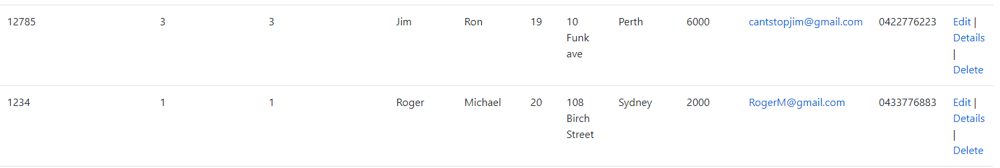 12785 3 3 Jim Ron 19 10 Perth 6000 cantstopjim@gmail.com 0422776223 Edit |
Funk Details
ave |
Delete
1234 1 1 Roger Michael 20 108 Sydney 2000 RogerM@gmail.com 0433776883 Edit |
Birch Details
Street |
Delete